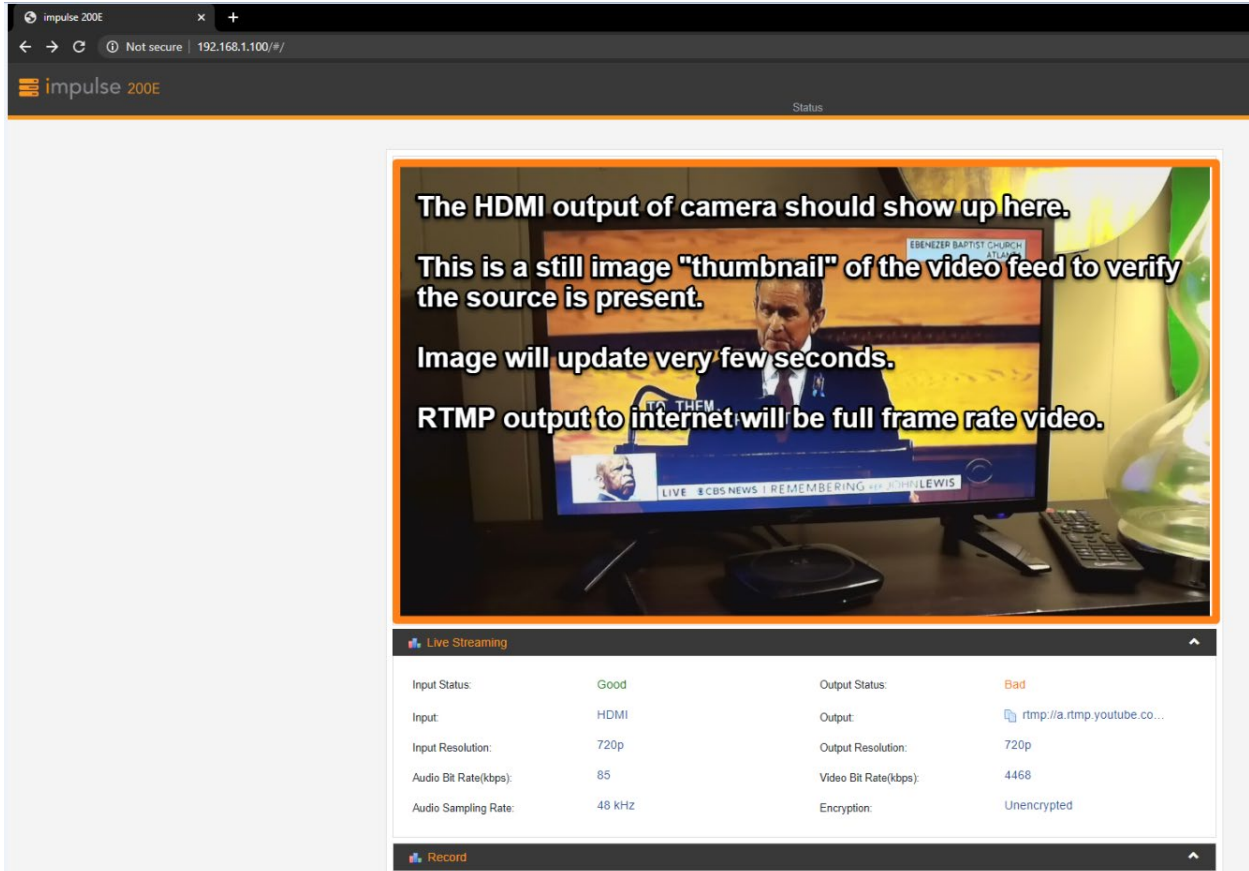 impulse 200E
Not secure | 192.168.1.100/#/
impulse 200E
Status
The HDMI output of camera should show up here.
EBENEZER BAPTIST CHURCH
ATLANTA
This is a still image "thumbnail" of the video feed to verify
the source is present.
Image will update very few seconds.
TO THEM.
RTMP output to internet will be full frame rate video.
LIVE CBS NEWS | REMEMBERING JOHN LEWIS
Live Streaming
Input Status: Good Output Status: Bad
Input: HDMI Output: rtmp://a.rtmp.youtube.co...
Input Resolution: 720p Output Resolution: 720p
Audio Bit Rate(kbps): 85 Video Bit Rate(kbps): 4468
Audio Sampling Rate: 48 kHz Encryption: Unencrypted
Record